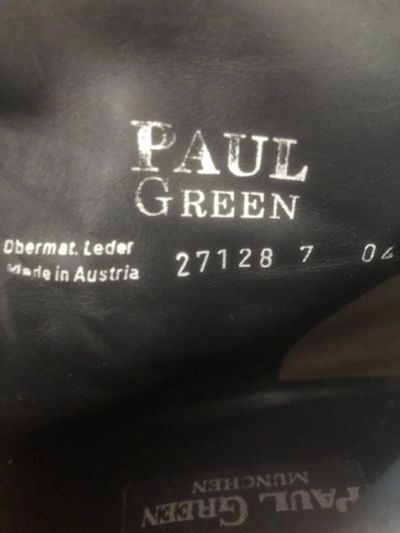 PAUL
GREEN
Obermat. Leder
Made in Austria
27128 7 04
PAUL GREEN
MÜNCHEN